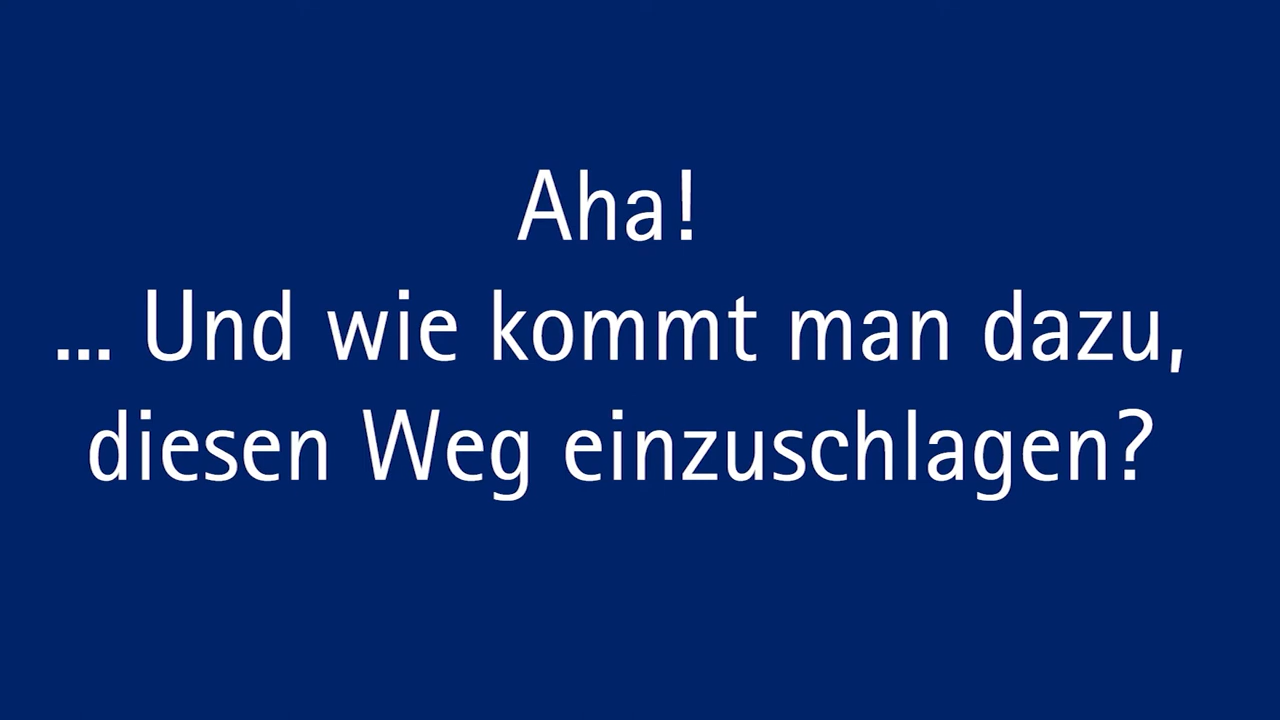 Aha!
... Und wie kommt man dazu,
diesen Weg einzuschlagen?